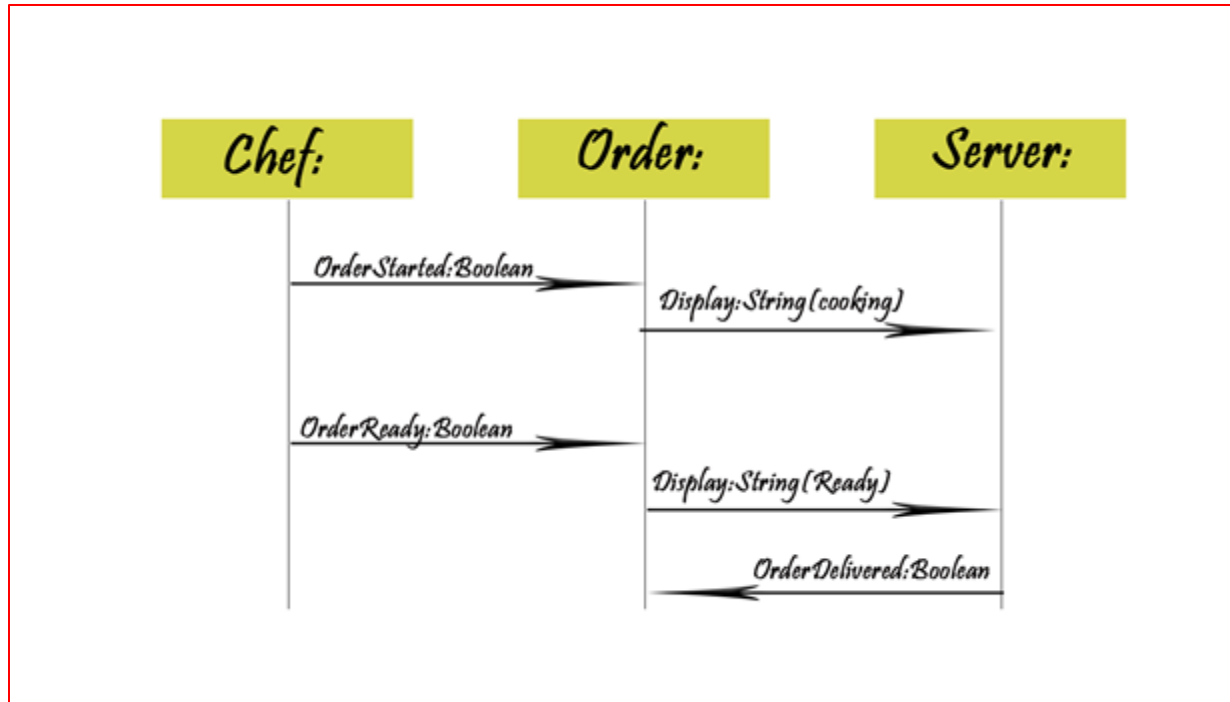 Chef:
Order:
Server:
OrderStarted:Boolean
Display:String(cooking)
OrderReady:Boolean
Display:String(Ready)
OrderDelivered:Boolean